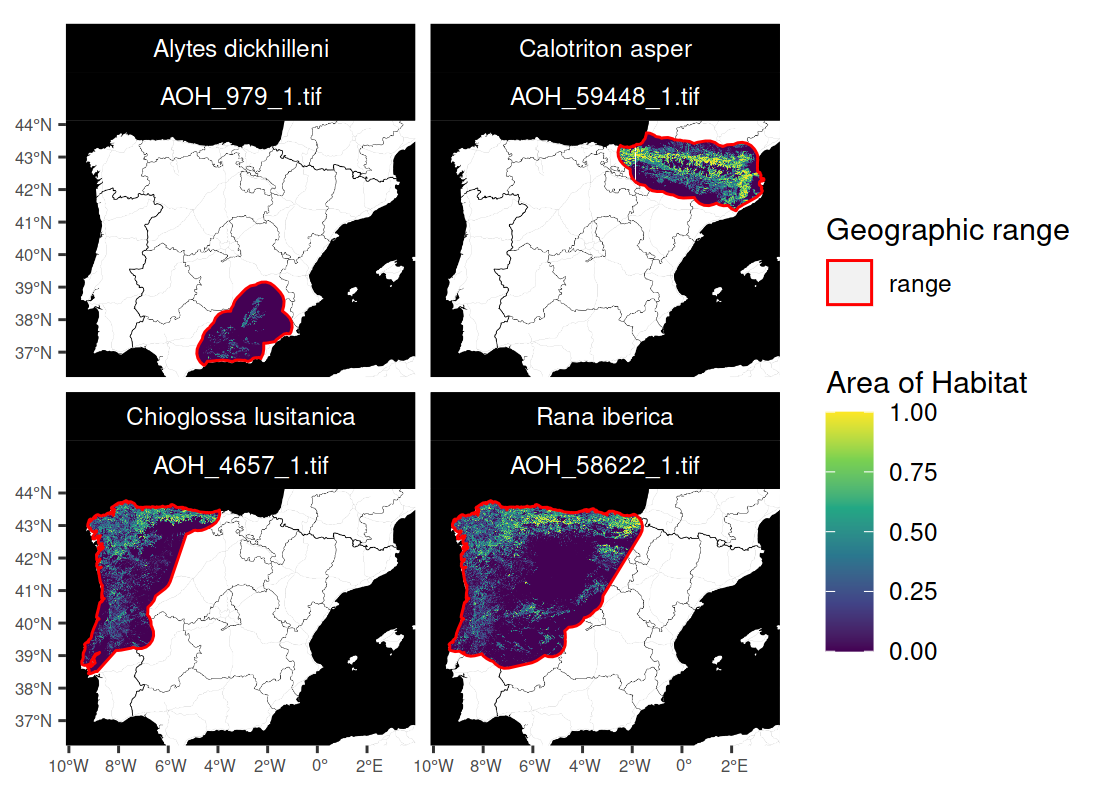 Alytes dickhilleni
Calotriton asper
AOH_979_1.tif
AOH_59448_1.tif
44°N
43°N
42°N
41°N
40°N
39°N
38°N
37°N
Chioglossa lusitanica
Rana iberica
AOH_4657_1.tif
AOH_58622_1.tif
44°N
43°N
42°N
41°N
40°N
39°N
38°N
37°N
10°W 8°W 6°W 4°W 2°W 0° 2°E
10°W 8°W 6°W 4°W 2°W 0° 2°E
Geographic range
range
Area of Habitat
1.00
0.75
0.50
0.25
0.00